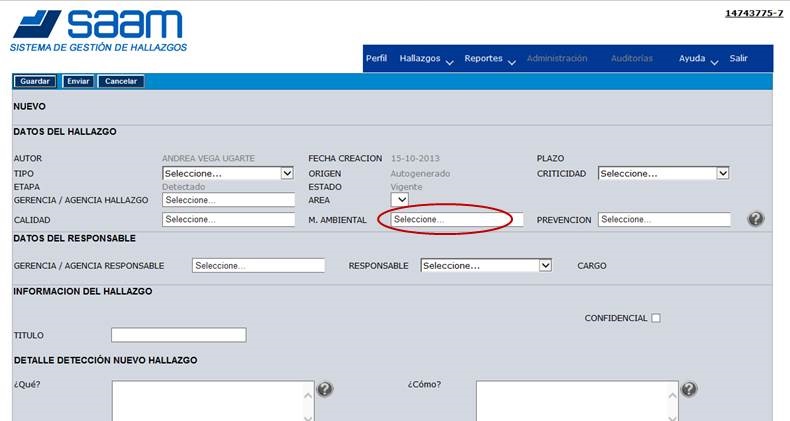 14743775-7
saam
SISTEMA DE GESTIÓN DE HALLAZGOS
Perfil Hallazgos Reportes Administración Auditorías Ayuda Salir
Guardar Enviar Cancelar
NUEVO
DATOS DEL HALLAZGO
AUTOR ANDREA VEGA UGARTE FECHA CREACION 15-10-2013 PLAZO
TIPO Seleccione... ORIGEN Autogenerado CRITICIDAD Seleccione...
ETAPA Detectado ESTADO Vigente
GERENCIA / AGENCIA HALLAZGO Seleccione... AREA
CALIDAD Seleccione... M. AMBIENTAL Seleccione... PREVENCION Seleccione... ?
DATOS DEL RESPONSABLE
GERENCIA / AGENCIA RESPONSABLE Seleccione... RESPONSABLE Seleccione... CARGO
INFORMACION DEL HALLAZGO
CONFIDENCIAL
TITULO
DETALLE DETECCIÓN NUEVO HALLAZGO
¿Qué? ? ¿Cómo? ?